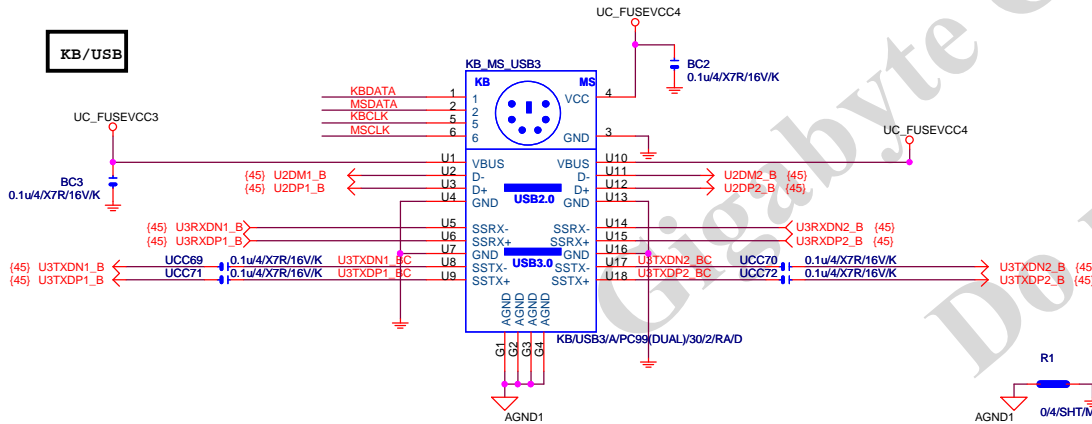 UC_FUSEVCC4
KB/USB
KB_MS_USB3
BC2
0.1u/4/X7R/16V/K
KB MS
KBDATA 1 1 VCC 4
MSDATA 2 2
KBCLK 5 5
MSCLK 6 6 GND 3
UC_FUSEVCC3
UC_FUSEVCC4
BC3
0.1u/4/X7R/16V/K
U1 VBUS VBUS U10
{45} U2DM1_B U2 D- D- U11 U2DM2_B {45}
{45} U2DP1_B U3 D+ D+ U12 U2DP2_B {45}
U4 GND GND U13
USB2.0
{45} U3RXDN1_B U5 SSRX- SSRX- U14 U3RXDN2_B {45}
{45} U3RXDP1_B U6 SSRX+ SSRX+ U15 U3RXDP2_B {45}
U7 GND GND U16
USB3.0
{45} U3TXDN1_B UCC69 0.1u/4/X7R/16V/K U3TXDN1_BC U8 SSTX- SSTX- U17 U3TXDN2_BC UCC70 0.1u/4/X7R/16V/K U3TXDN2_B {45
{45} U3TXDP1_B UCC71 0.1u/4/X7R/16V/K U3TXDP1_BC U9 SSTX+ SSTX+ U18 U3TXDP2_BC UCC72 0.1u/4/X7R/16V/K U3TXDP2_B {45
AGND AGND AGND AGND
G1 G2 G3 G4
KB/USB3/A/PC99(DUAL)/30/2/RA/D
AGND1
R1
AGND1
0/4/SHT/M
Gigabyte
Do